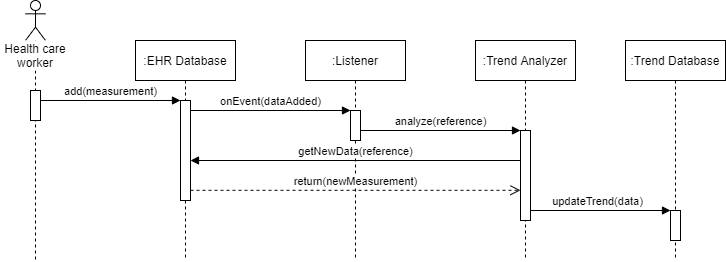 Health care
worker
:EHR Database
:Listener
:Trend Analyzer
:Trend Database
add(measurement)
onEvent(dataAdded)
analyze(reference)
getNewData(reference)
return(newMeasurement)
updateTrend(data)